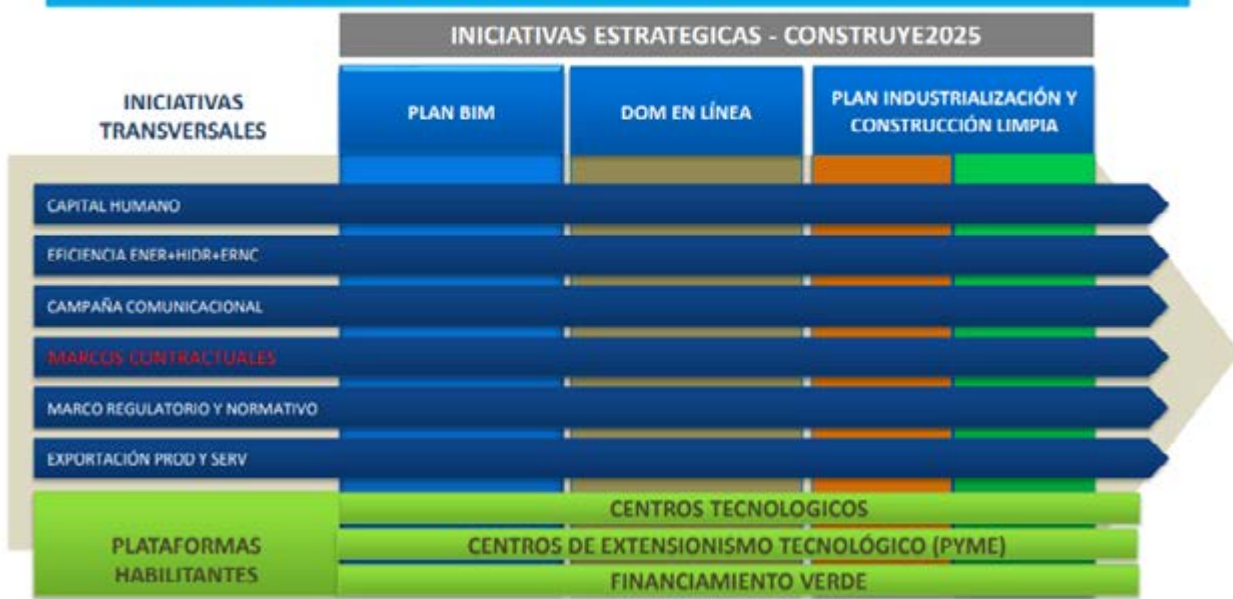 INICIATIVAS ESTRATEGICAS - CONSTRUYE2025
INICIATIVAS
TRANSVERSALES
PLAN BIM
DOM EN LÍNEA
PLAN INDUSTRIALIZACIÓN Y
CONSTRUCCIÓN LIMPIA
CAPITAL HUMANO
EFICIENCIA ENER+HIDR+ERNC
CAMPAÑA COMUNICACIONAL
MARCOS CONTRACTUALES
MARCO REGULATORIO Y NORMATIVO
EXPORTACIÓN PROD Y SERV
PLATAFORMAS
HABILITANTES
CENTROS TECNOLOGICOS
CENTROS DE EXTENSIONISMO TECNOLÓGICO (PYME)
FINANCIAMIENTO VERDE